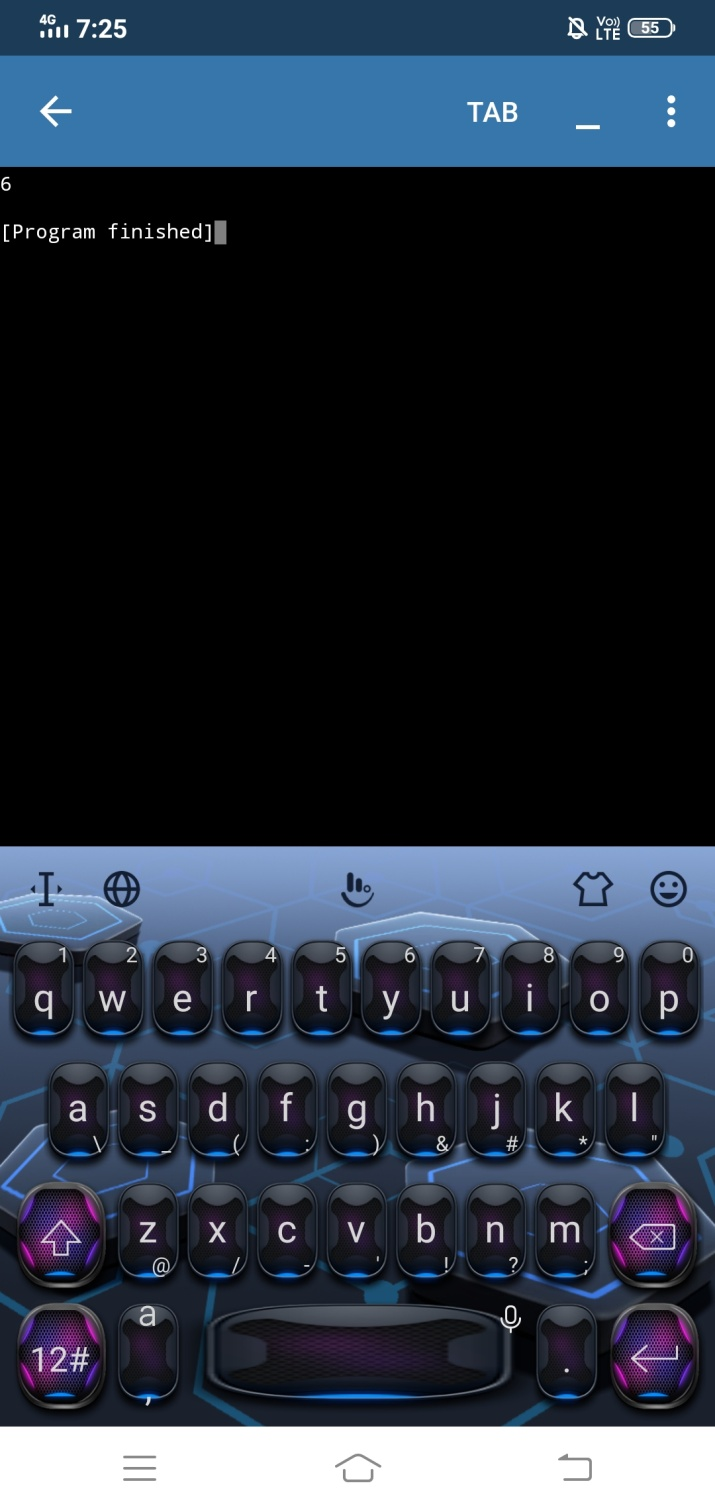 4G 7:25 Vo)) LTE 55
TAB _
6
[Program finished]
1 2 3 4 5 6 7 8 9 0
q w e r t y u i o p
a s d f g h j k l
\ _ ( : ) & # * "
z x c v b n m
@ / - ' ! ? ;
12# a , .